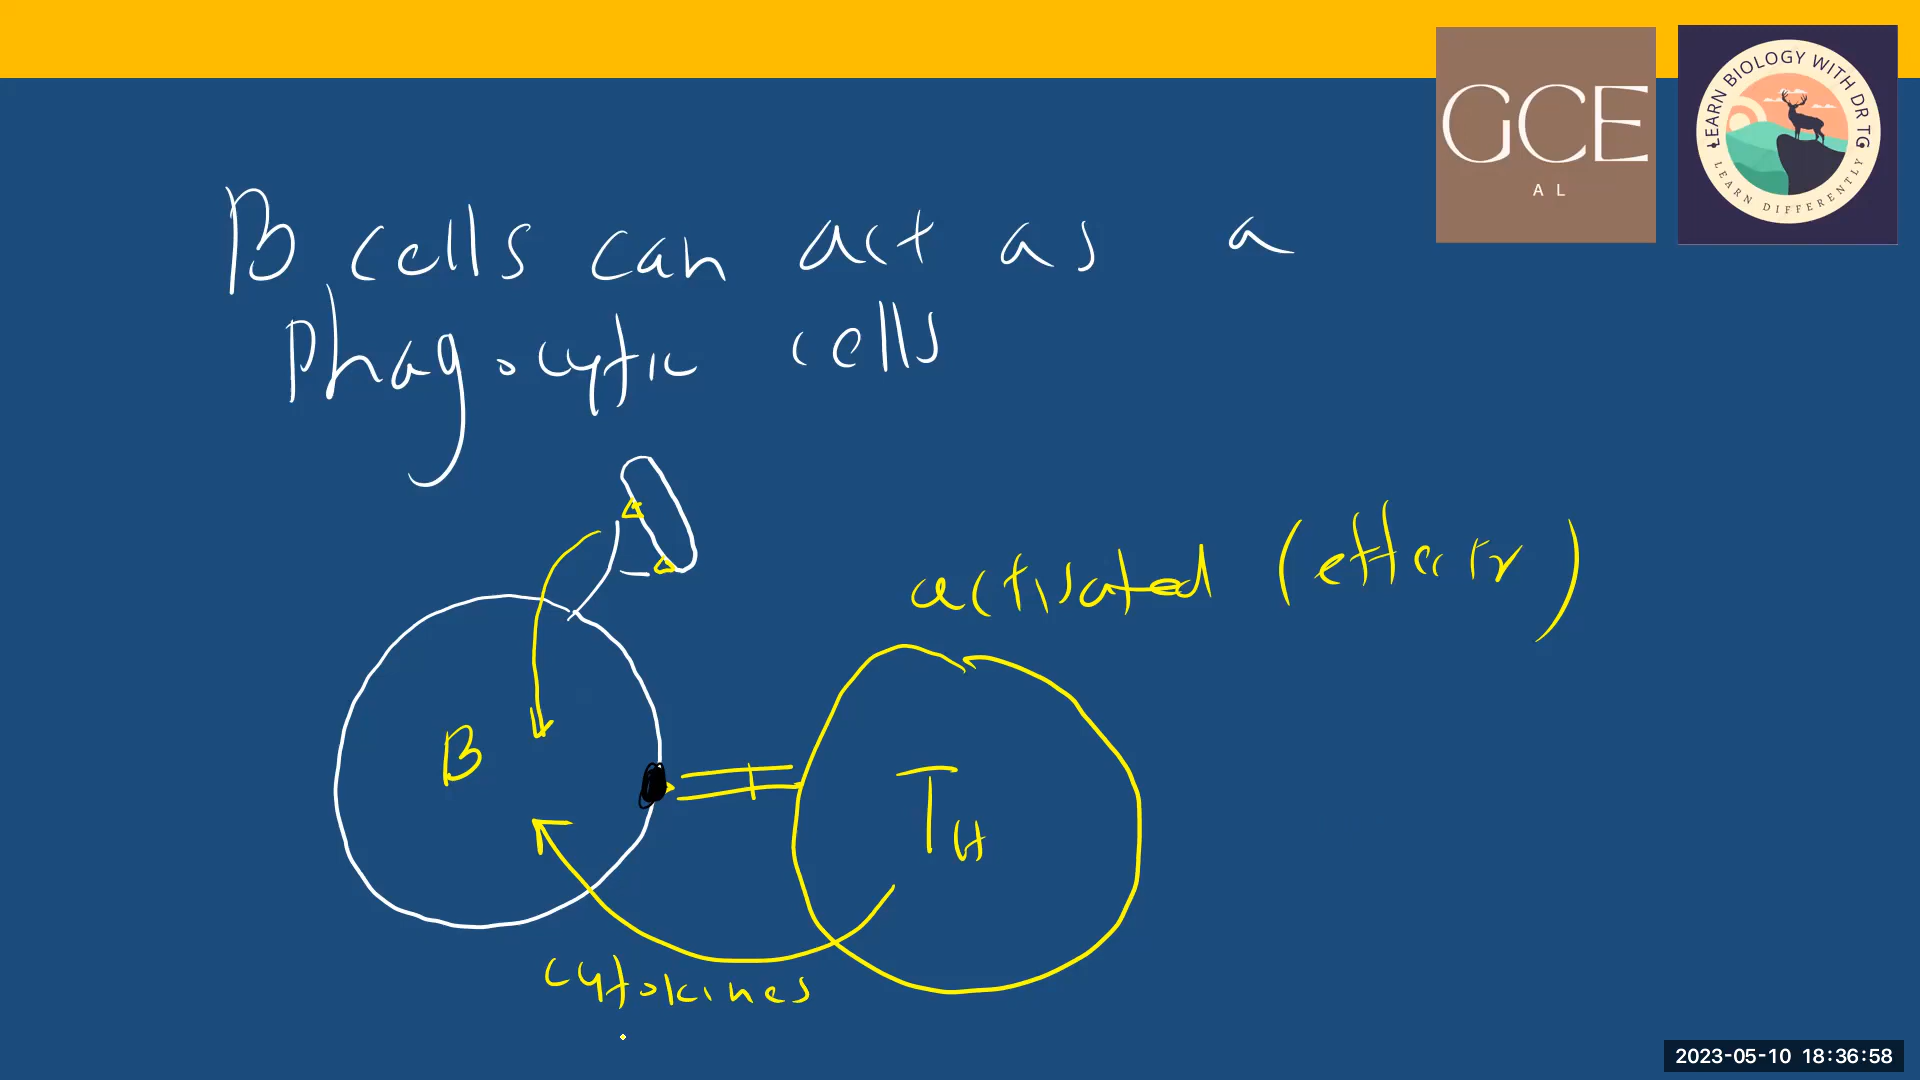 GCE
A L
LEARN BIOLOGY WITH DR TG
LEARN DIFFERENTLY
B cells can act as a
Phagocytic cells
activated (effector)
B
TH
cytokines
2023-05-10 18:36:58